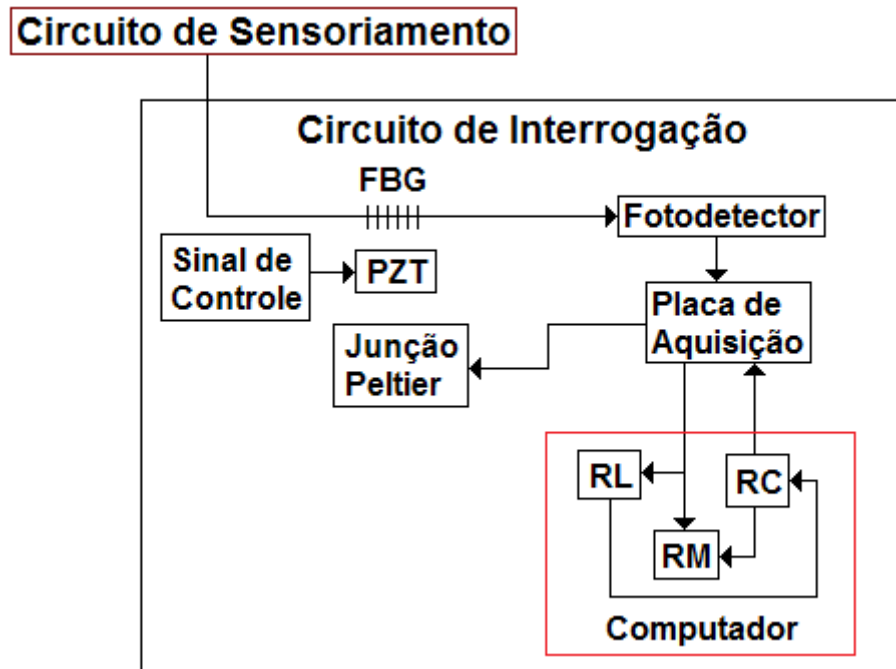 Circuito de Sensoriamento
Circuito de Interrogação
FBG
Fotodetector
Sinal de
Controle
PZT
Placa de
Aquisição
Junção
Peltier
RL
RC
RM
Computador